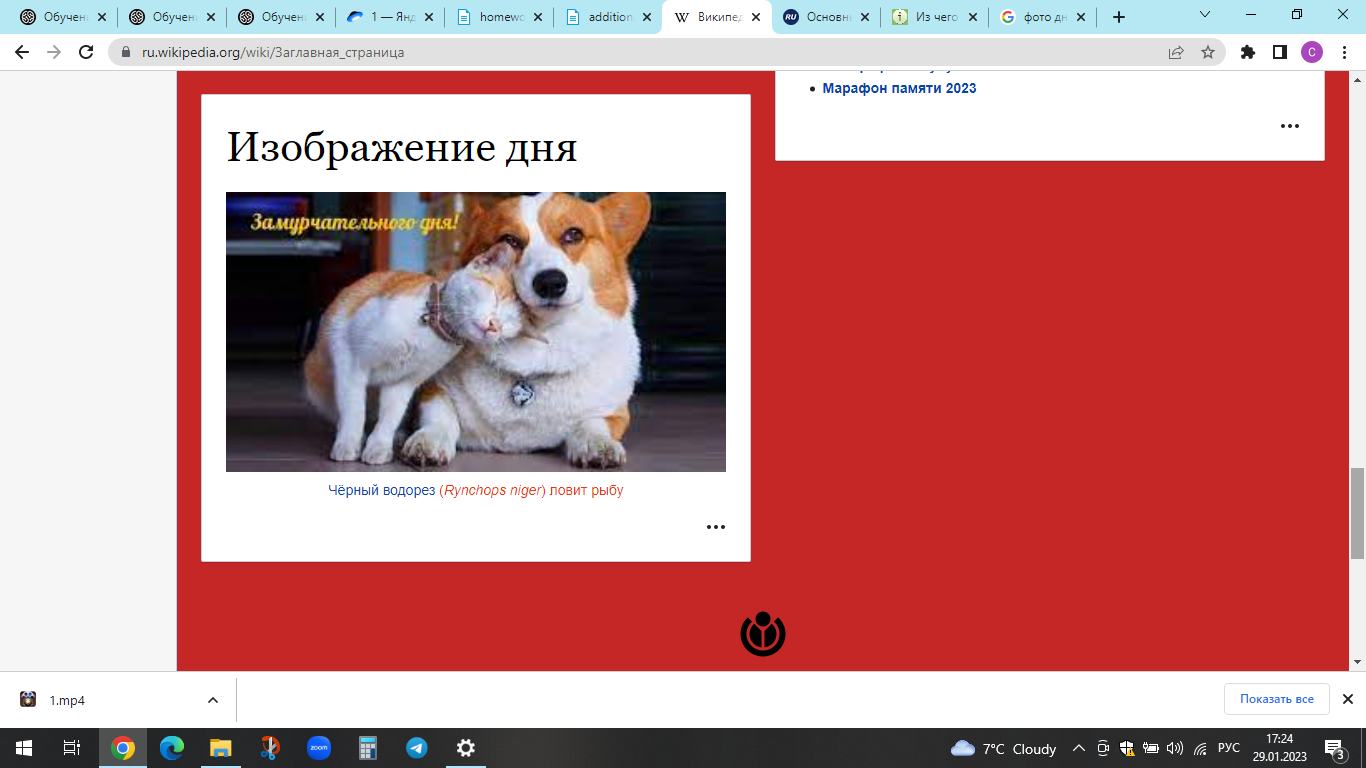 Обучен
Обучен
Обучен
1 — Янд
homewo
addition
Википед
Основн
Из чего
фото дн
ru.wikipedia.org/wiki/Заглавная_страница
С
Марафон памяти 2023
Изображение дня
Замурчательного дня!
Чёрный водорез (Rynchops niger) ловит рыбу
1.mp4
Показать все
zoom
7°C Cloudy
РУС
17:24
29.01.2023
3